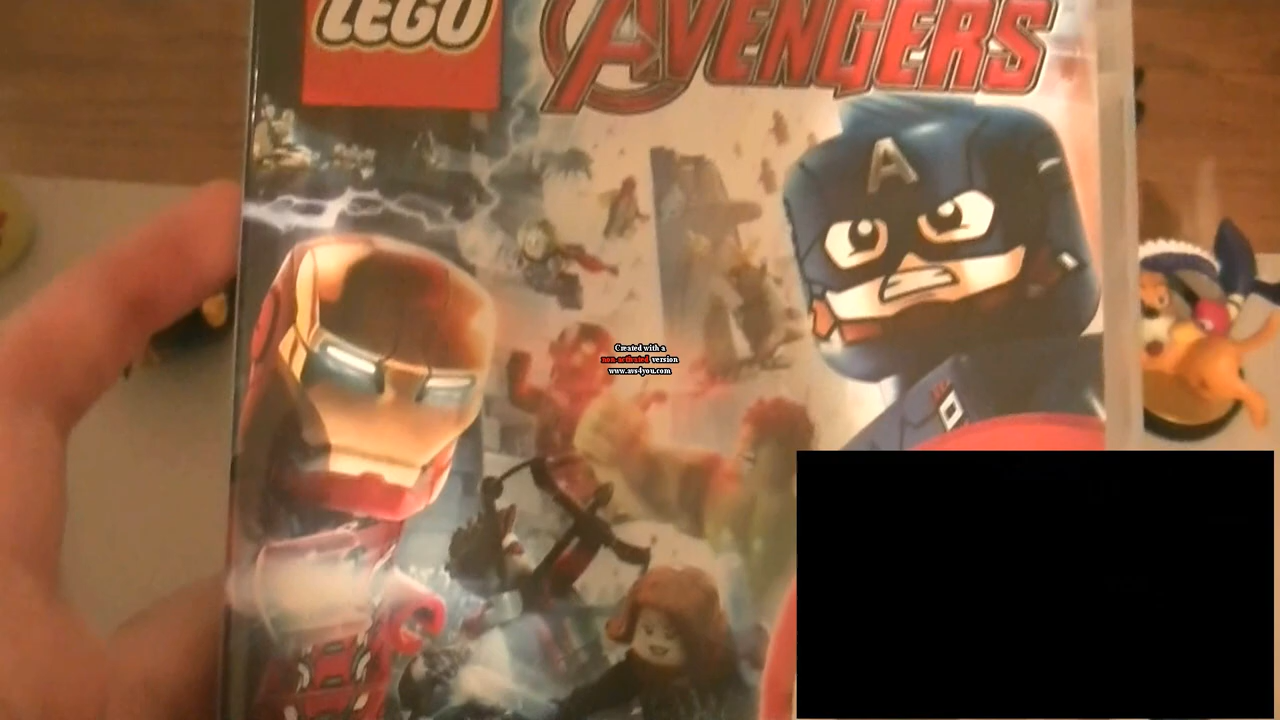 LEGO
AVENGERS
A
Created with a
non-activated version
www.avs4you.com